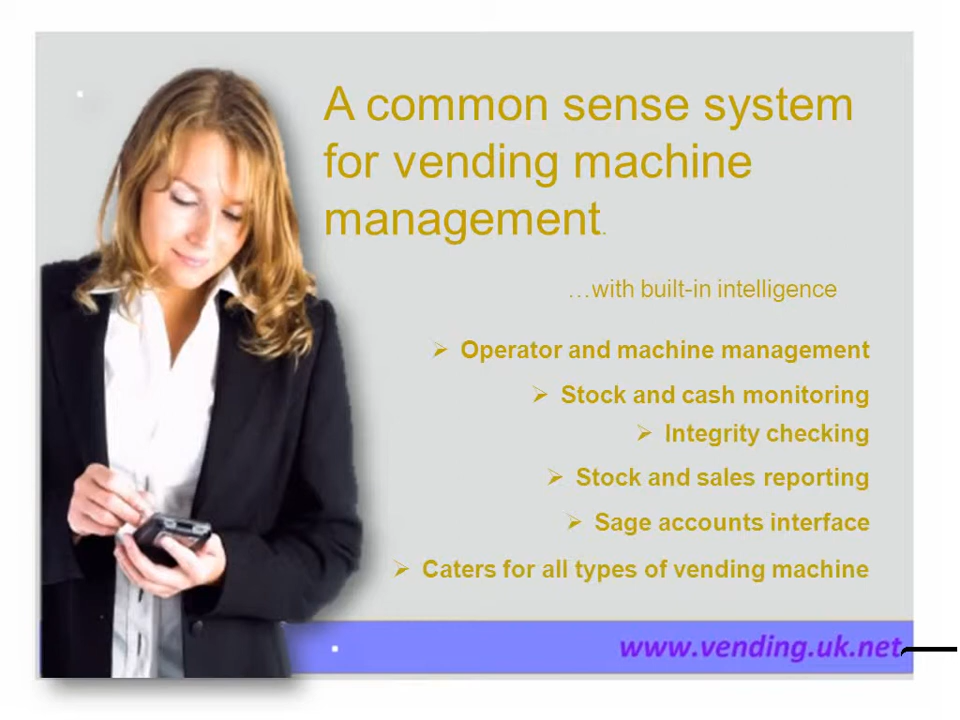 A common sense system
for vending machine
management.
…with built-in intelligence
➢ Operator and machine management
➢ Stock and cash monitoring
➢ Integrity checking
➢ Stock and sales reporting
➢ Sage accounts interface
➢ Caters for all types of vending machine
www.vending.uk.net